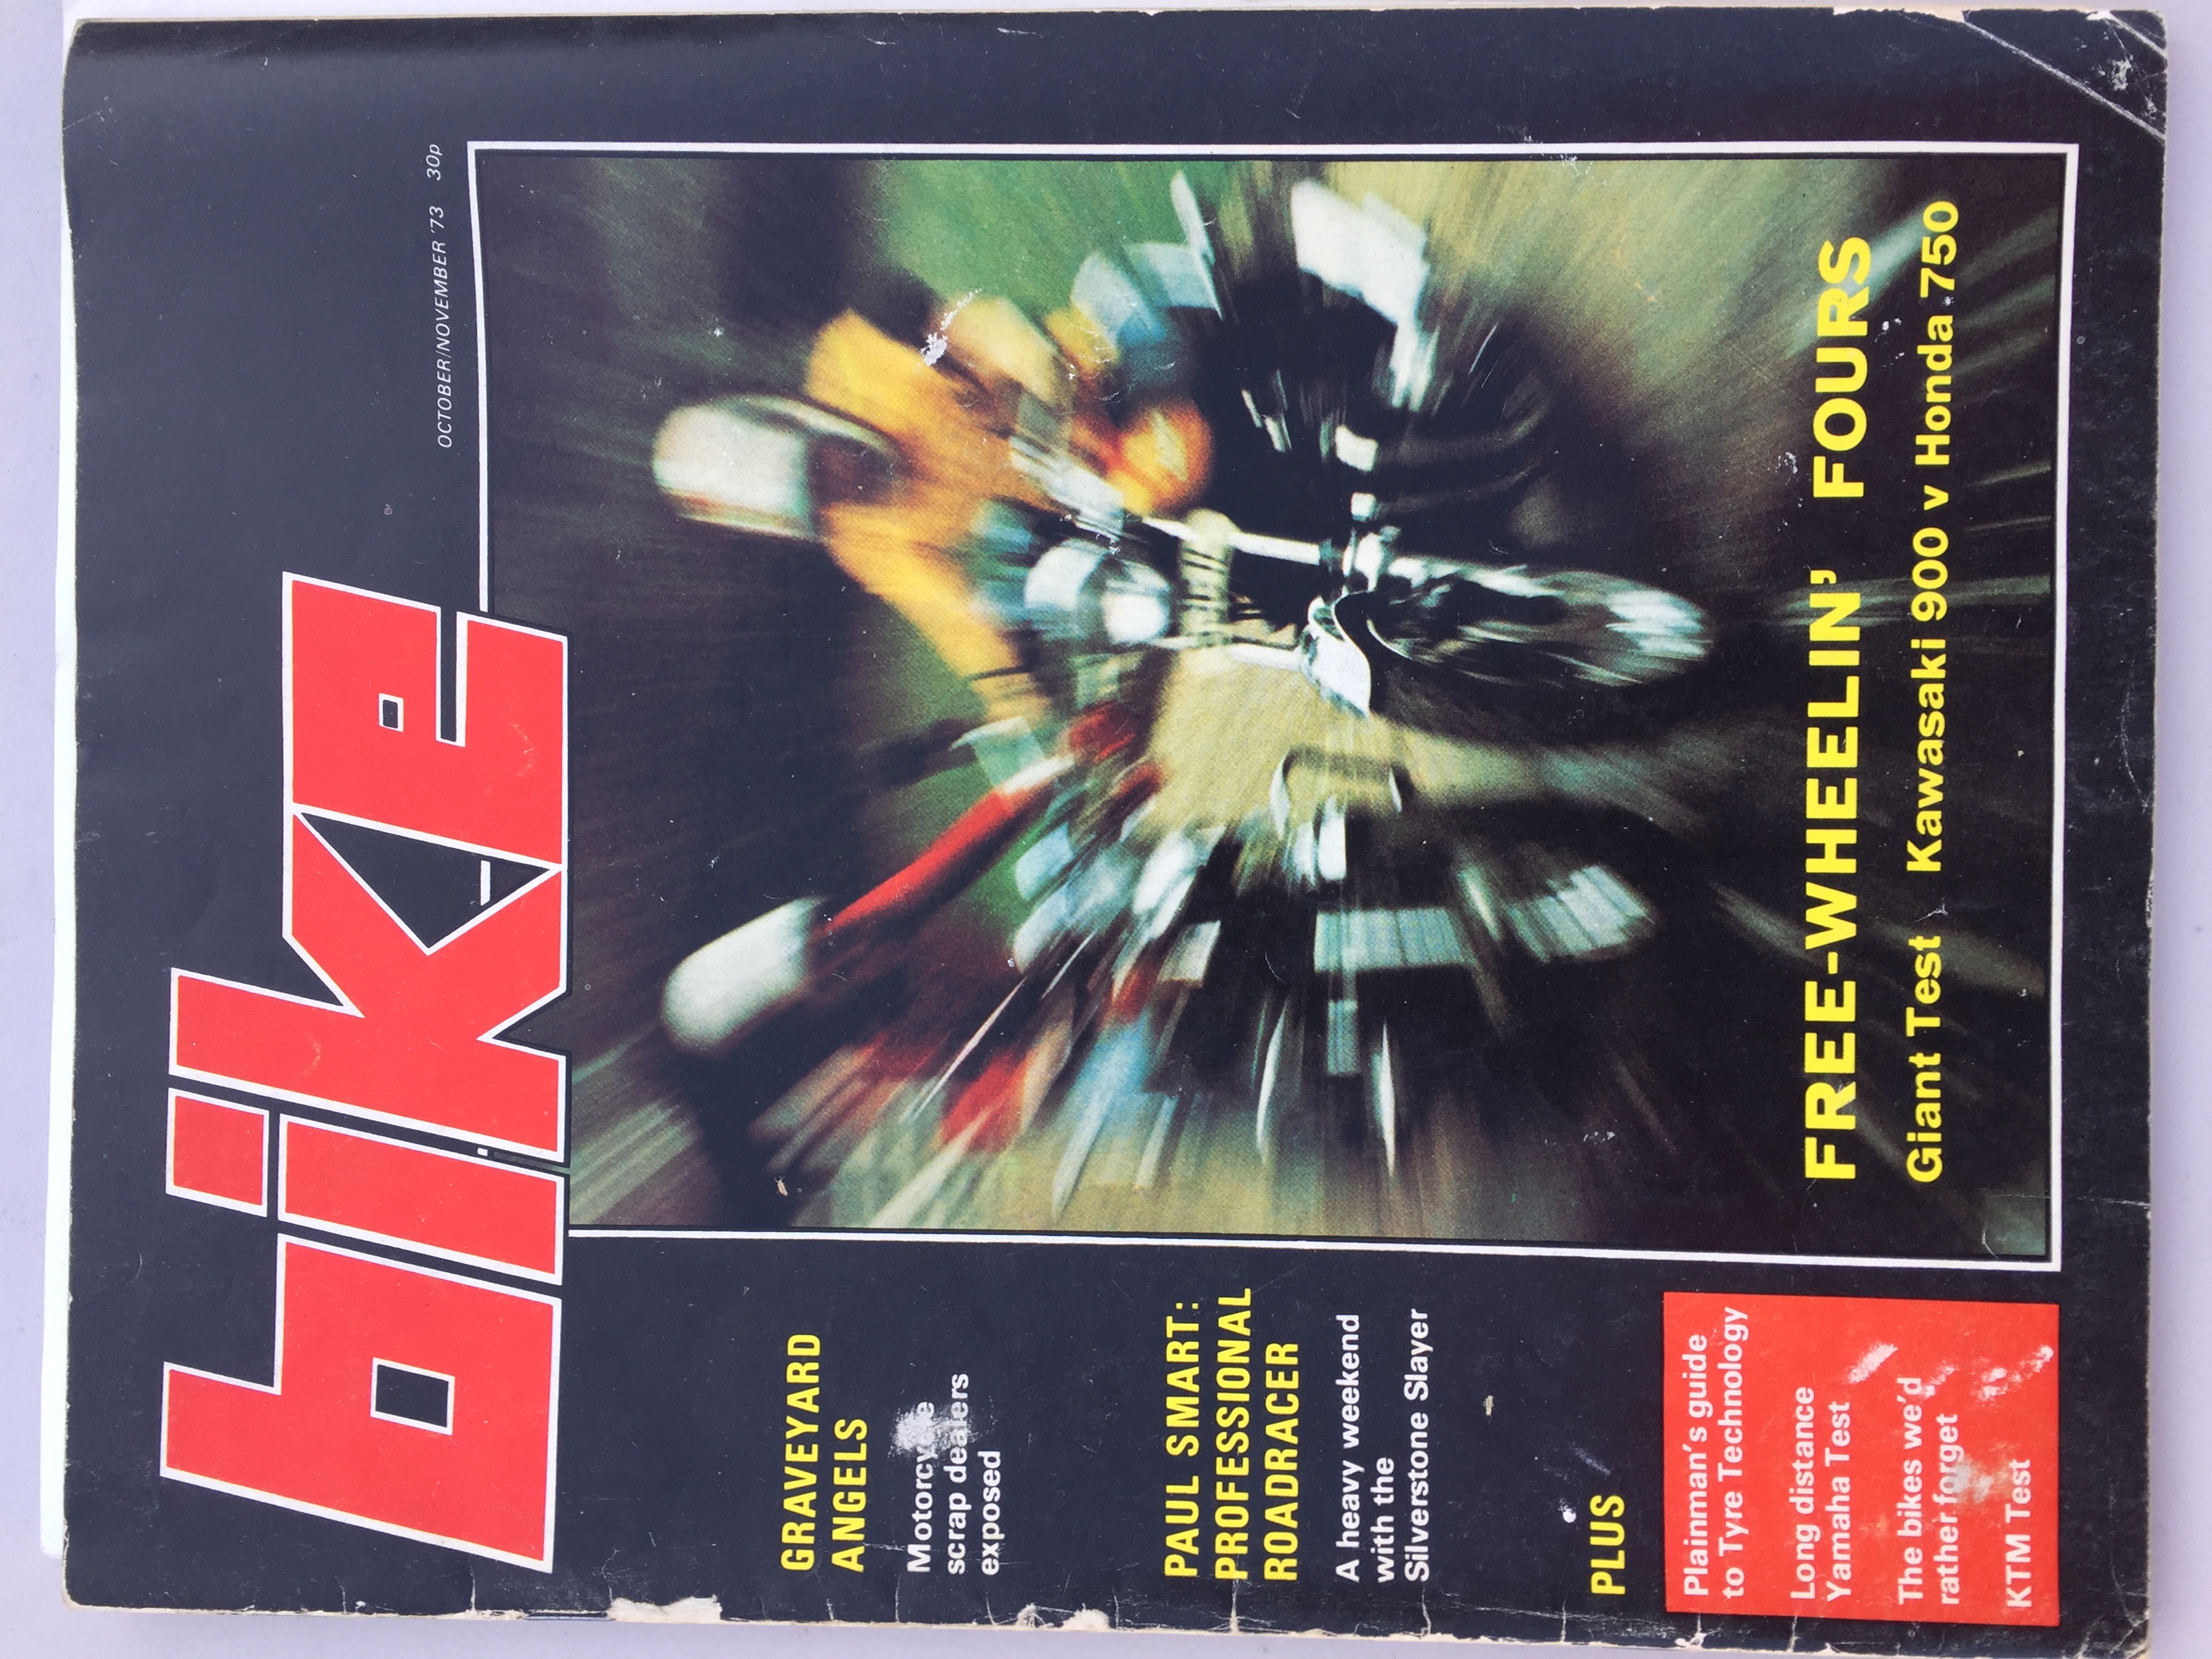 bike
OCTOBER/NOVEMBER '73 30p
GRAVEYARD
ANGELS
Motorcycle
scrap dealers
exposed
PAUL SMART:
PROFESSIONAL
ROADRACER
A heavy weekend
with the
Silverstone Slayer
PLUS
Plainman's guide
to Tyre Technology
Long distance
Yamaha Test
The bikes we'd
rather forget
KTM Test
FREE-WHEELIN' FOURS
Giant Test Kawasaki 900 v Honda 750